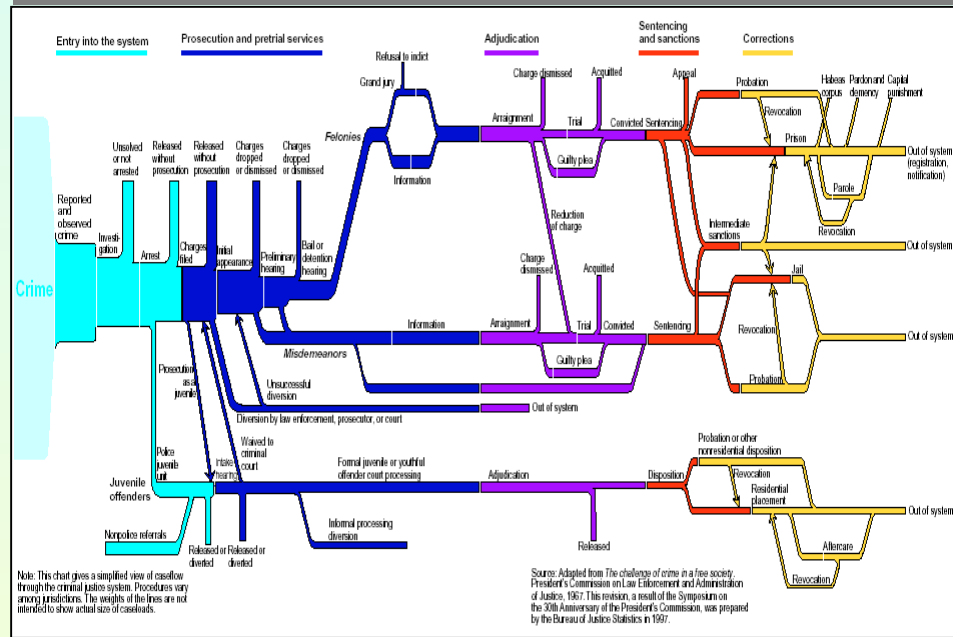 Entry into the system
Prosecution and pretrial services
Adjudication
Sentencing
and sanctions
Corrections
Crime
Reported
and
observed
crime
Investi-
gation
Unsolved
or not
arrested
Arrest
Released
without
prosecution
Charges
filed
Released
without
prosecution
Initial
appearance
Charges
dropped
or dismissed
Preliminary
hearing
Charges
dropped
or dismissed
Bail or
detention
hearing
Felonies
Grand jury
Refusal to indict
Information
Arraignment
Charge dismissed
Trial
Acquitted
Guilty plea
Convicted
Sentencing
Appeal
Probation
Revocation
Prison
Habeas
corpus
Pardon and
clemency
Capital
punishment
Out of system
(registration,
notification)
Parole
Revocation
Reduction
of charge
Intermediate
sanctions
Out of system
Misdemeanors
Information
Arraignment
Charge
dismissed
Trial
Acquitted
Guilty plea
Convicted
Sentencing
Jail
Revocation
Probation
Out of system
Unsuccessful
diversion
Diversion by law enforcement, prosecutor, or court
Out of system
Prosecution
as a
juvenile
Waived to
criminal
court
Police
juvenile
unit
Juvenile
offenders
Intake
hearing
Nonpolice referrals
Released or
diverted
Released or
diverted
Formal juvenile or youthful
offender court processing
Informal processing
diversion
Adjudication
Released
Disposition
Probation or other
nonresidential disposition
Revocation
Residential
placement
Out of system
Aftercare
Revocation
Note: This chart gives a simplified view of caseflow
through the criminal justice system. Procedures vary
among jurisdictions. The weights of the lines are not
intended to show actual size of caseloads.
Source: Adapted from The challenge of crime in a free society.
President's Commission on Law Enforcement and Administration
of Justice, 1967. This revision, a result of the Symposium on
the 30th Anniversary of the President's Commission, was prepared
by the Bureau of Justice Statistics in 1997.